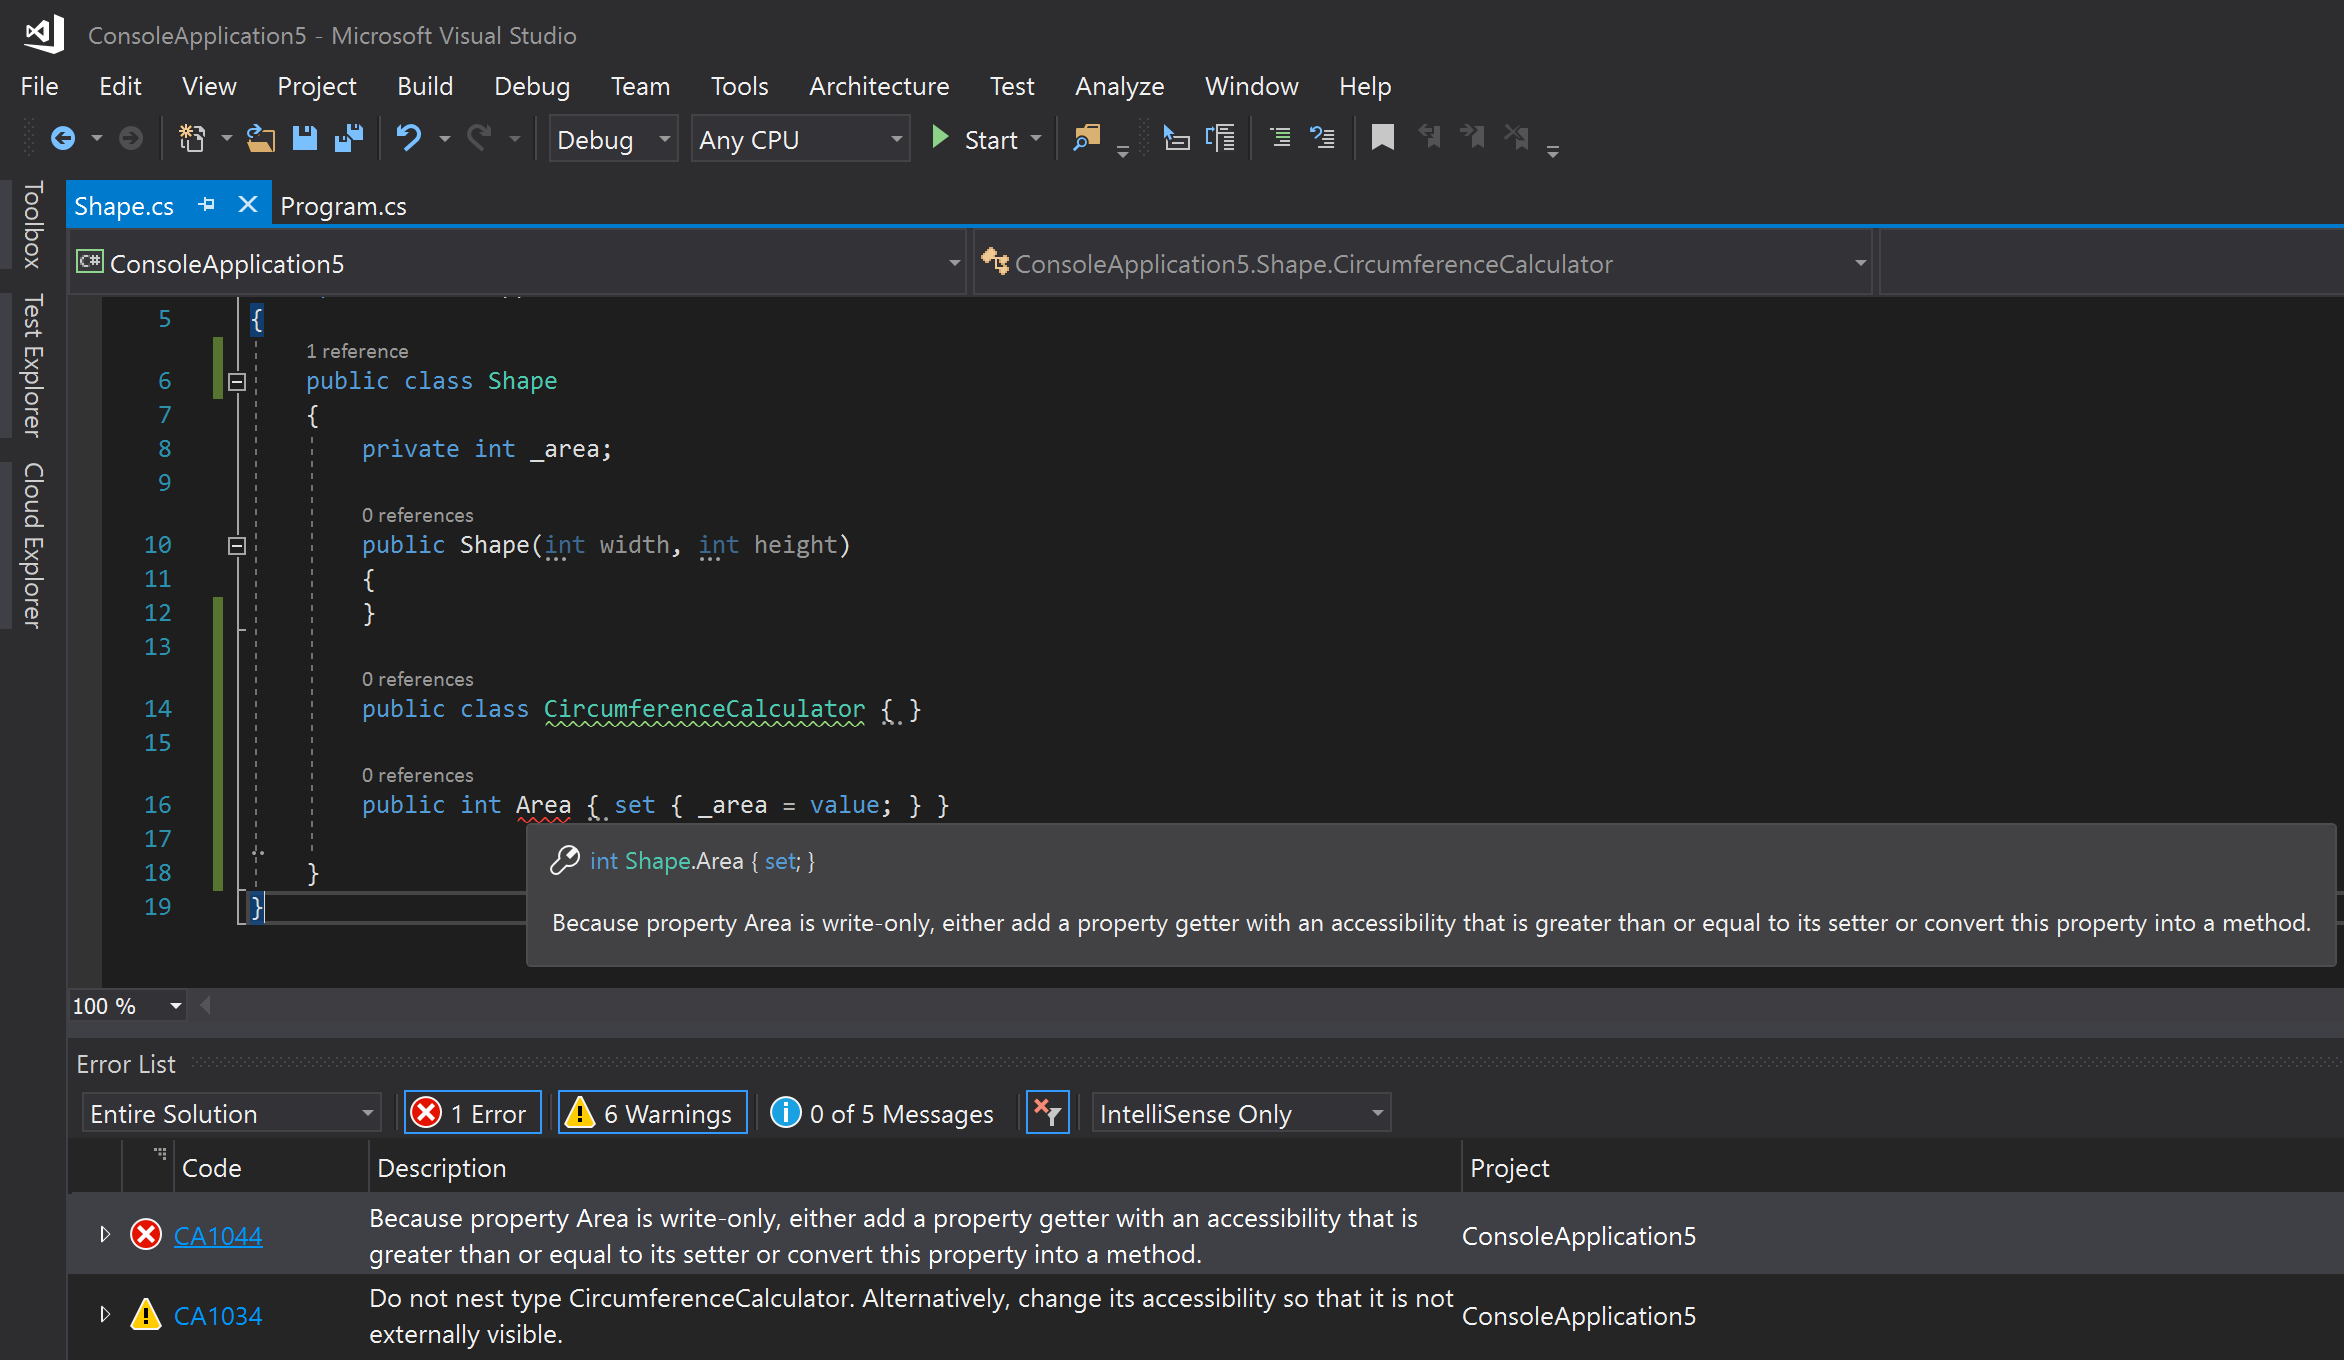 ConsoleApplication5 - Microsoft Visual Studio
File Edit View Project Build Debug Team Tools Architecture Test Analyze Window Help
Debug Any CPU Start
Toolbox
Test Explorer
Cloud Explorer
Shape.cs Program.cs
C# ConsoleApplication5 ConsoleApplication5.Shape.CircumferenceCalculator
5 {
1 reference
6 public class Shape
7 {
8 private int _area;
9
0 references
10 public Shape(int width, int height)
11 {
12 }
13
0 references
14 public class CircumferenceCalculator { }
15
0 references
16 public int Area { set { _area = value; } }
17
18 }
19 }
int Shape.Area { set; }
Because property Area is write-only, either add a property getter with an accessibility that is greater than or equal to its setter or convert this property into a method.
100 %
Error List
Entire Solution 1 Error 6 Warnings 0 of 5 Messages IntelliSense Only
Code Description Project
CA1044 Because property Area is write-only, either add a property getter with an accessibility that is ConsoleApplication5
greater than or equal to its setter or convert this property into a method.
CA1034 Do not nest type CircumferenceCalculator. Alternatively, change its accessibility so that it is not ConsoleApplication5
externally visible.